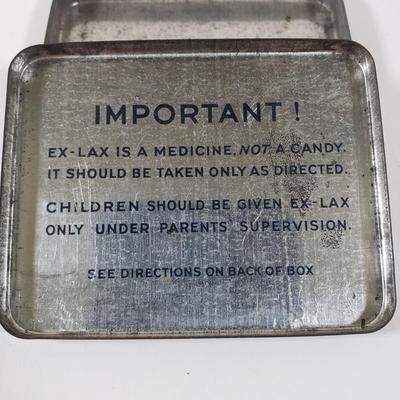 IMPORTANT!
EX-LAX IS A MEDICINE, NOT A CANDY.
IT SHOULD BE TAKEN ONLY AS DIRECTED.
CHILDREN SHOULD BE GIVEN EX-LAX
ONLY UNDER PARENTS SUPERVISION.
SEE DIRECTIONS ON BACK OF BOX